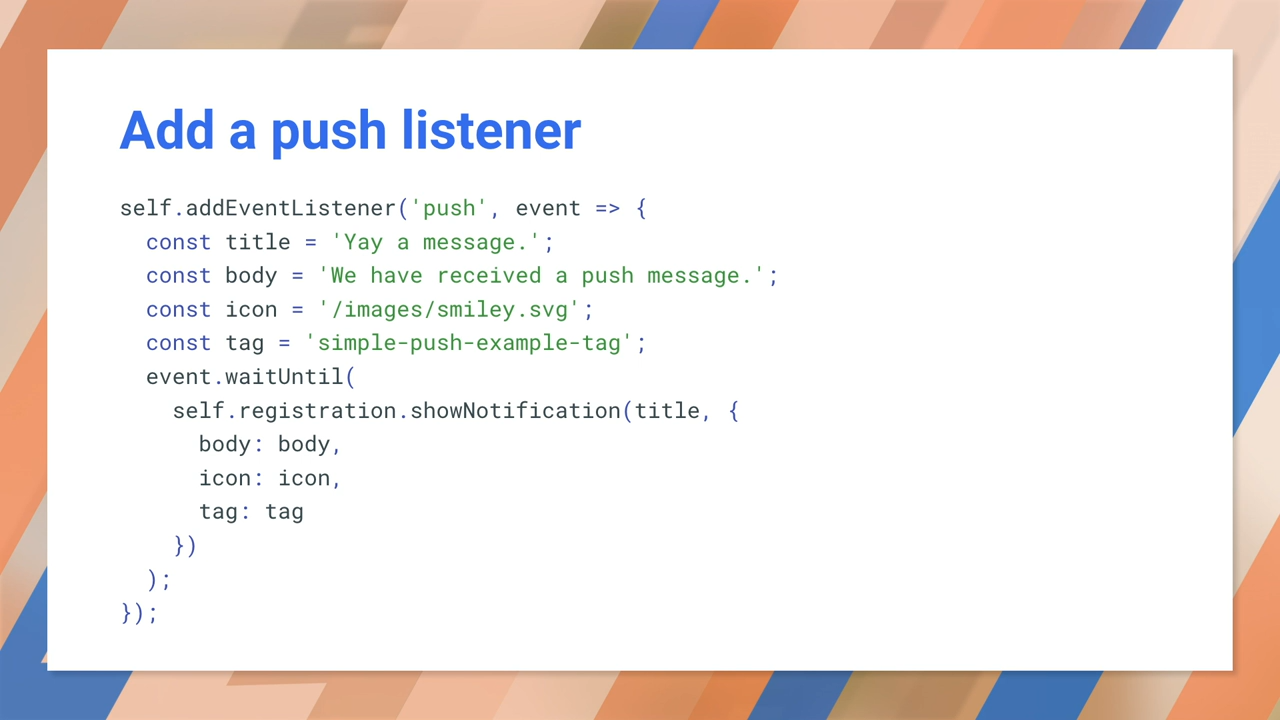 Add a push listener
self.addEventListener('push', event => {
  const title = 'Yay a message.';
  const body = 'We have received a push message.';
  const icon = '/images/smiley.svg';
  const tag = 'simple-push-example-tag';
  event.waitUntil(
    self.registration.showNotification(title, {
      body: body,
      icon: icon,
      tag: tag
    })
  );
});